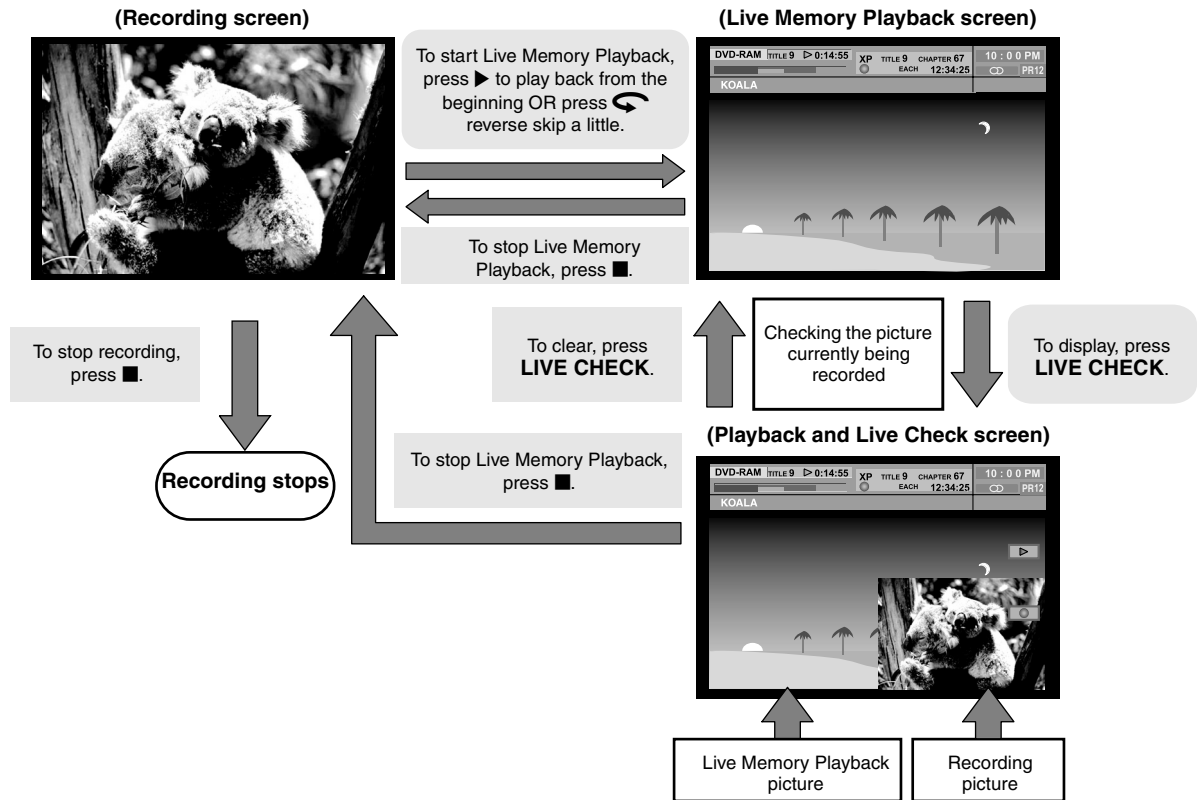 (Recording screen)
To start Live Memory Playback,
press ▶ to play back from the
beginning OR press
reverse skip a little.
To stop Live Memory
Playback, press ■.
(Live Memory Playback screen)
DVD-RAM TITLE 9 ▷ 0:14:55 XP TITLE 9 CHAPTER 67 10 : 0 0 PM
EACH 12:34:25 PR12
KOALA
To stop recording,
press ■.
Recording stops
To clear, press
LIVE CHECK.
Checking the picture
currently being
recorded
To display, press
LIVE CHECK.
To stop Live Memory Playback,
press ■.
(Playback and Live Check screen)
DVD-RAM TITLE 9 ▷ 0:14:55 XP TITLE 9 CHAPTER 67 10 : 0 0 PM
EACH 12:34:25 PR12
KOALA
Live Memory Playback
picture
Recording
picture